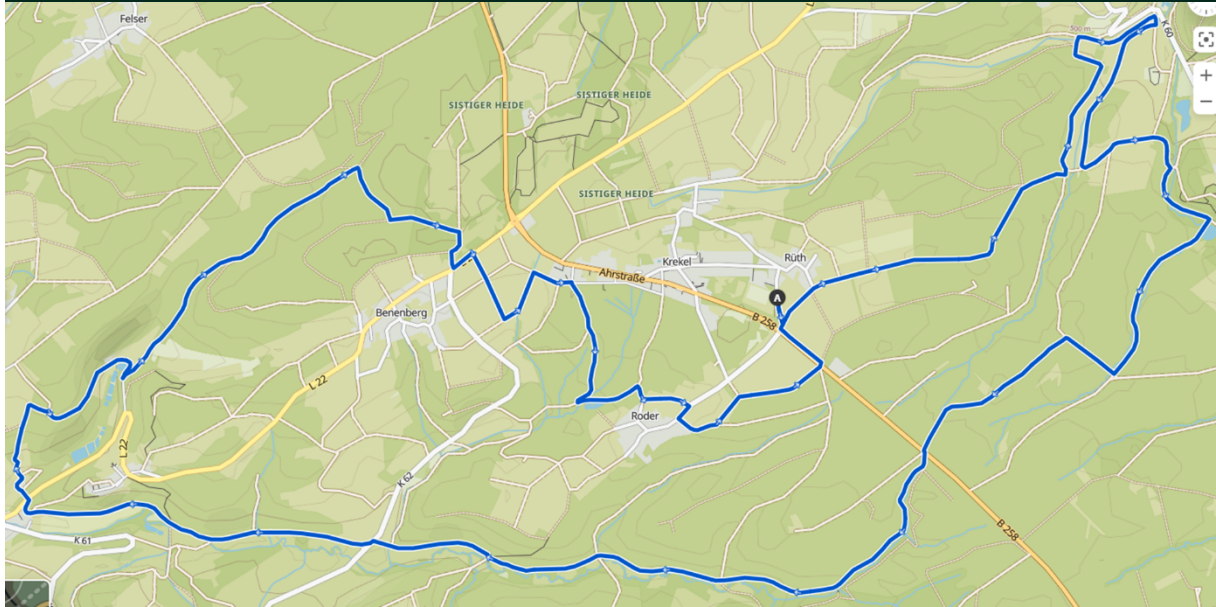 Felser
500 m
K 60
+
−
SISTIGER HEIDE
SISTIGER HEIDE
SISTIGER HEIDE
Krekel
Rüth
Ahrstraße
A
B 258
Benenberg
L 22
Roder
L 22
K 62
K 61
B 258